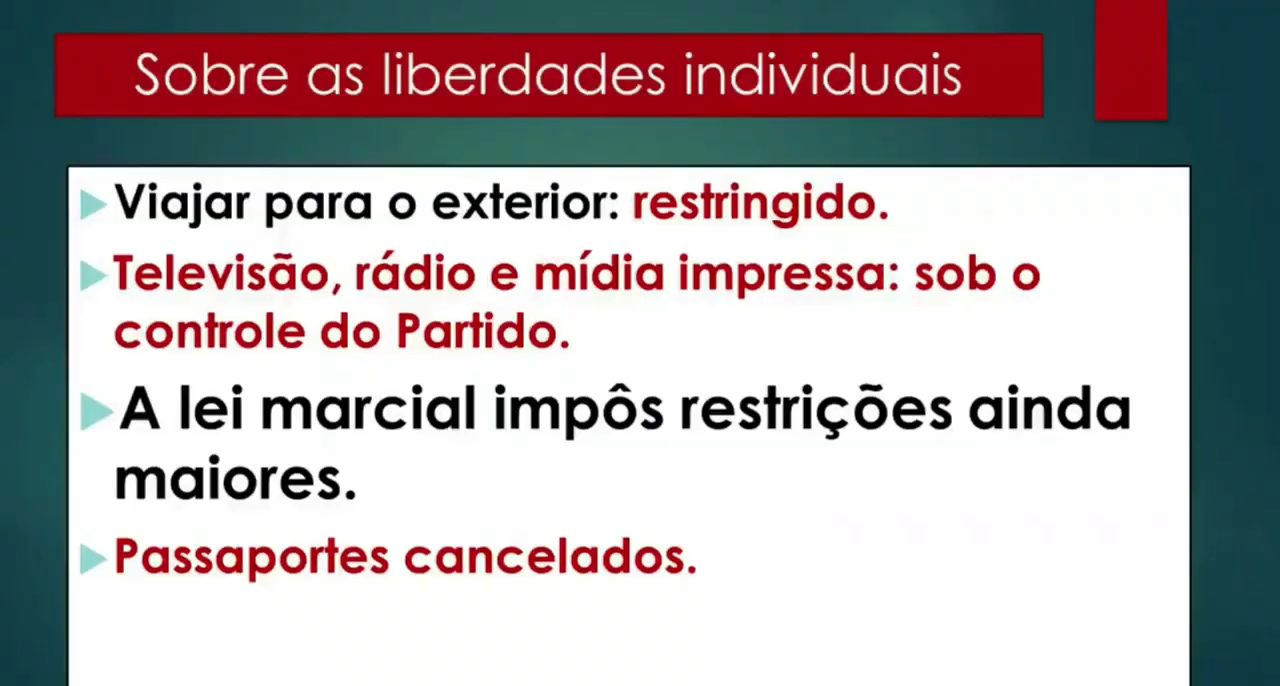 Sobre as liberdades individuais
Viajar para o exterior: restringido.
Televisão, rádio e mídia impressa: sob o
controle do Partido.
A lei marcial impôs restrições ainda
maiores.
Passaportes cancelados.